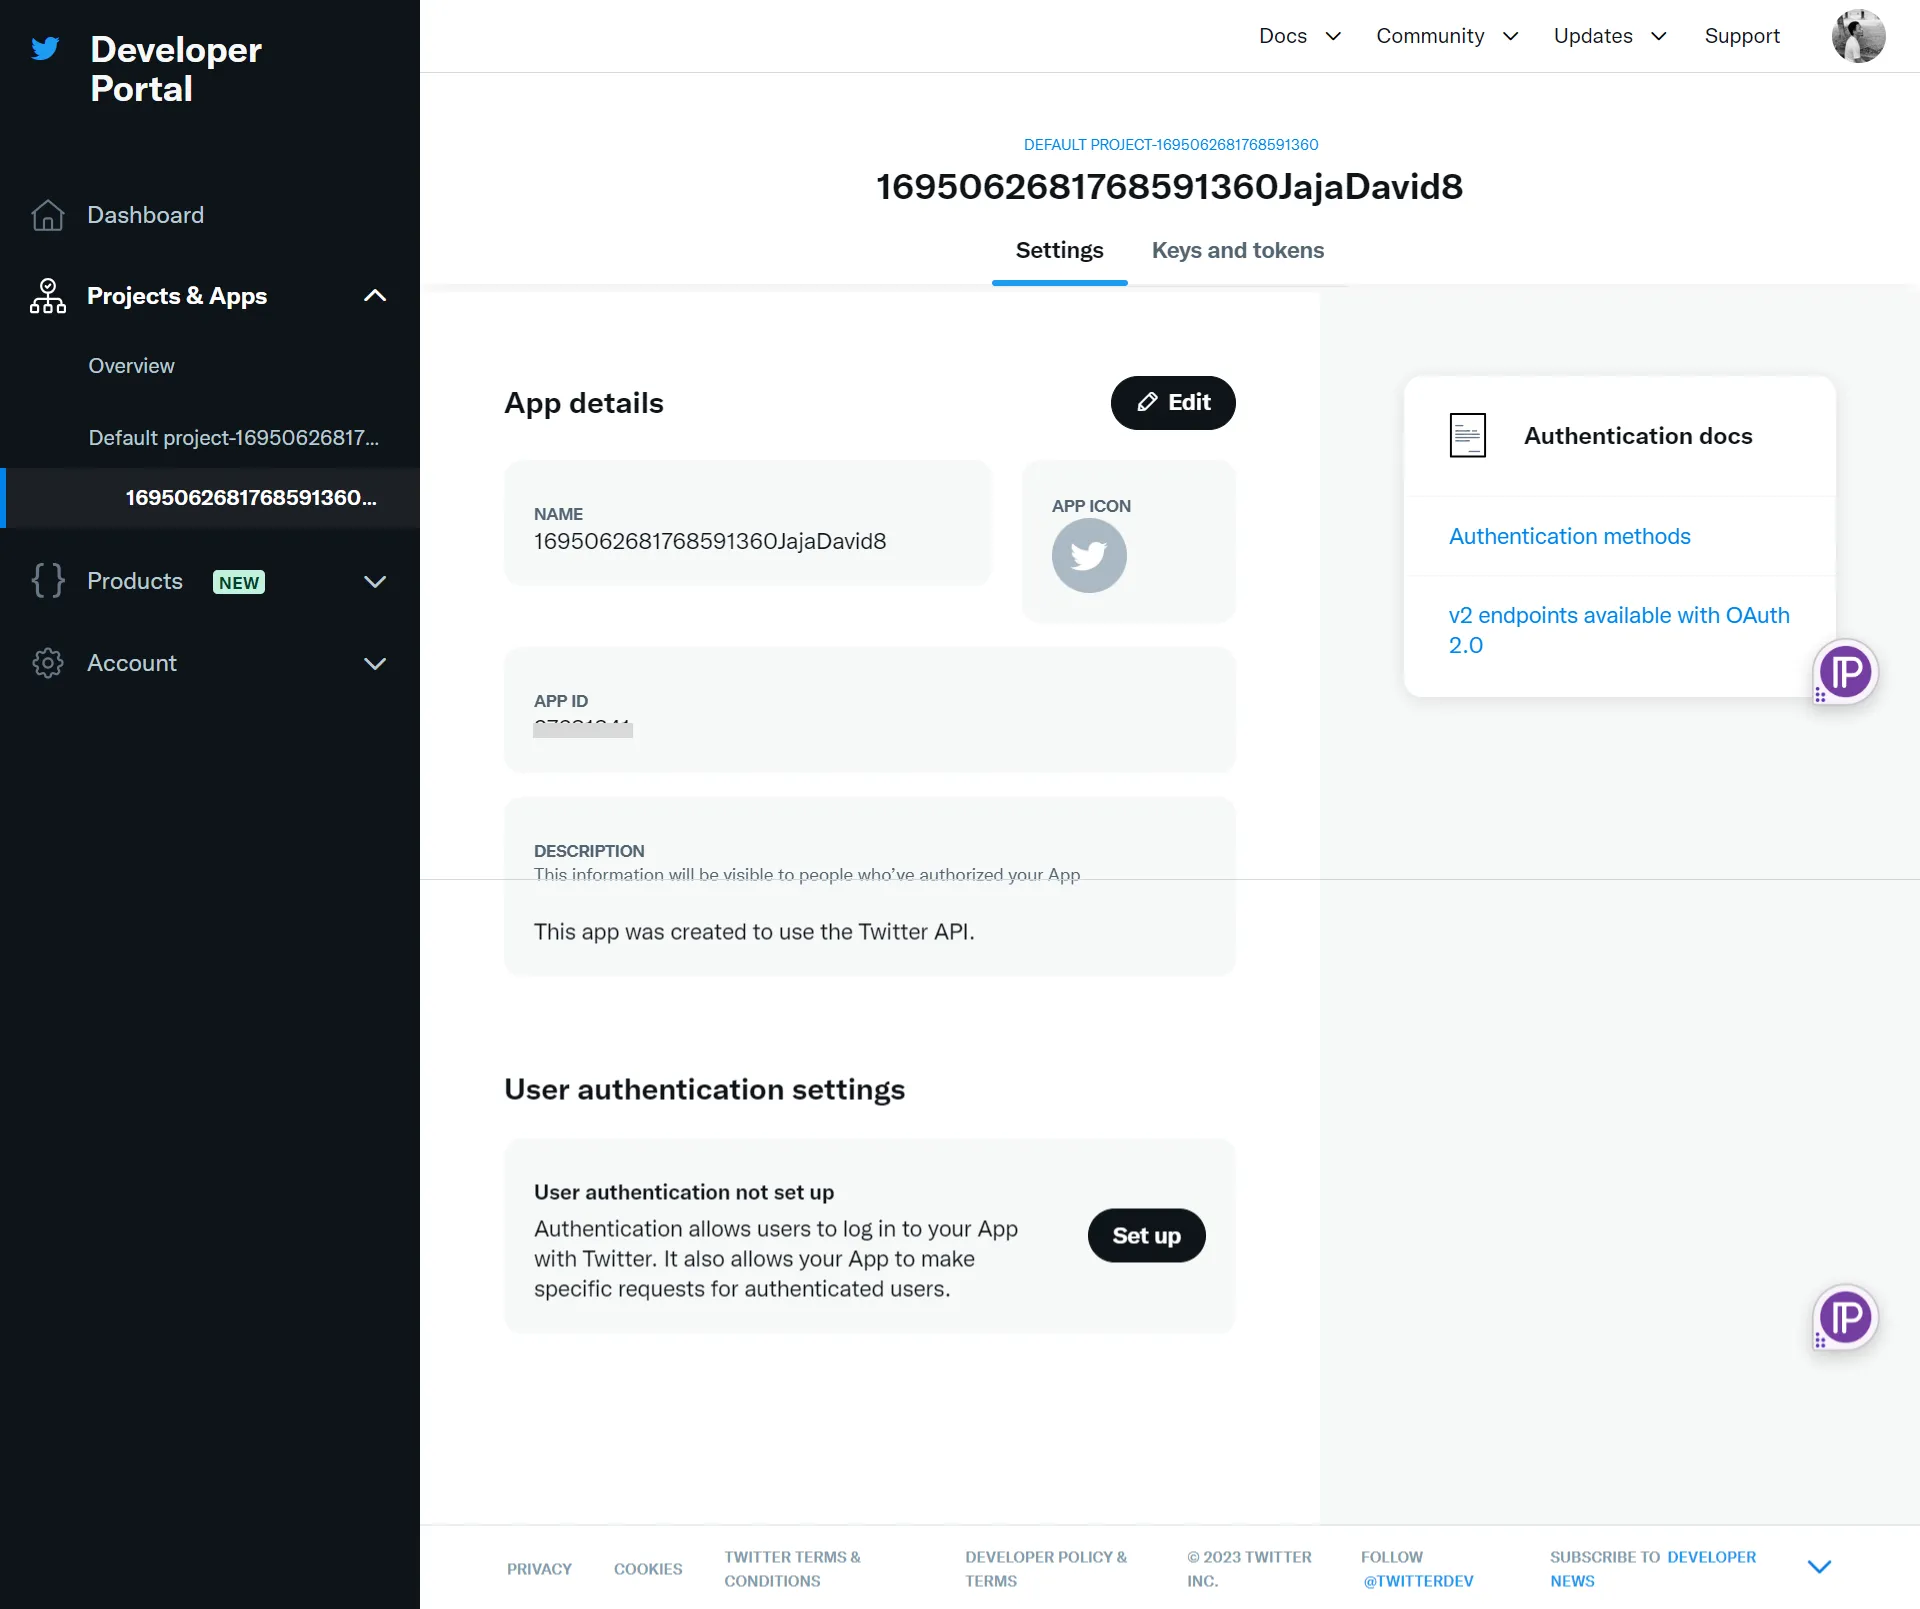 Developer
Portal
Docs
Community
Updates
Support
Dashboard
Projects & Apps
Overview
Default project-16950626817...
1695062681768591360...
Products NEW
Account
DEFAULT PROJECT-1695062681768591360
1695062681768591360JajaDavid8
Settings
Keys and tokens
App details
Edit
NAME
1695062681768591360JajaDavid8
APP ICON
APP ID
DESCRIPTION
This information will be visible to people who've authorized your App
This app was created to use the Twitter API.
User authentication settings
User authentication not set up
Authentication allows users to log in to your App
with Twitter. It also allows your App to make
specific requests for authenticated users.
Set up
Authentication docs
Authentication methods
v2 endpoints available with OAuth
2.0
PRIVACY
COOKIES
TWITTER TERMS &
CONDITIONS
DEVELOPER POLICY &
TERMS
© 2023 TWITTER
INC.
FOLLOW
@TWITTERDEV
SUBSCRIBE TO DEVELOPER
NEWS